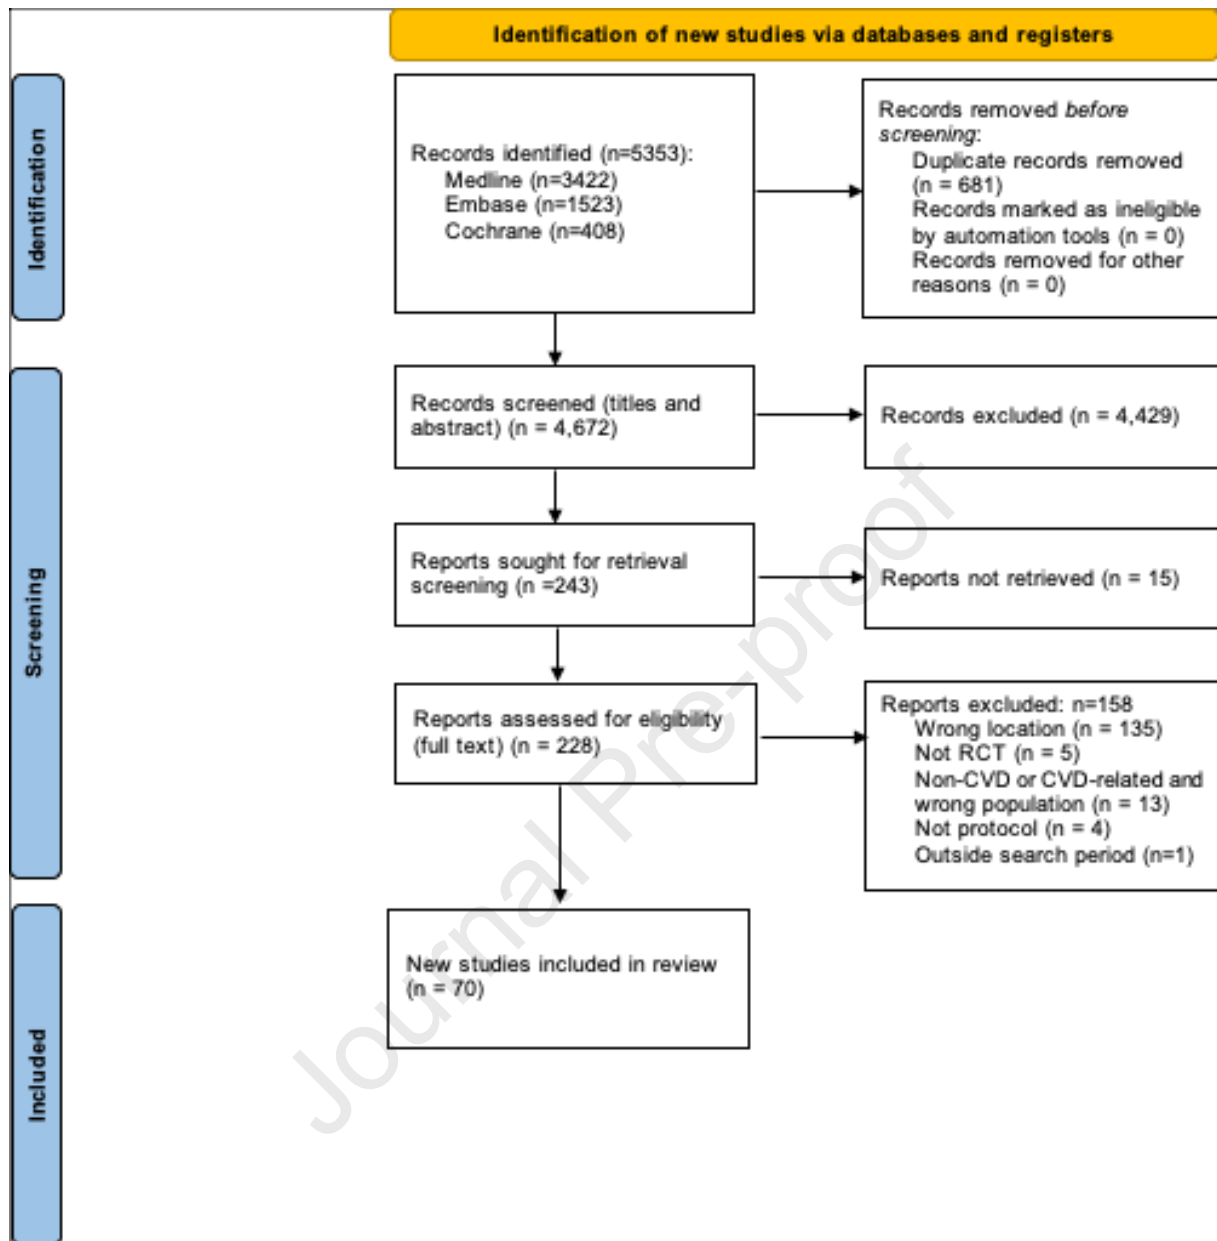 Identification of new studies via databases and registers
Identification
Records identified (n=5353):
Medline (n=3422)
Embase (n=1523)
Cochrane (n=408)
Records removed before
screening:
Duplicate records removed
(n = 681)
Records marked as ineligible
by automation tools (n = 0)
Records removed for other
reasons (n = 0)
Screening
Records screened (titles and
abstract) (n = 4,672)
Records excluded (n = 4,429)
Reports sought for retrieval
screening (n =243)
Reports not retrieved (n = 15)
Reports assessed for eligibility
(full text) (n = 228)
Reports excluded: n=158
Wrong location (n = 135)
Not RCT (n = 5)
Non-CVD or CVD-related and
wrong population (n = 13)
Not protocol (n = 4)
Outside search period (n=1)
Included
New studies included in review
(n = 70)
Journal Pre-proof